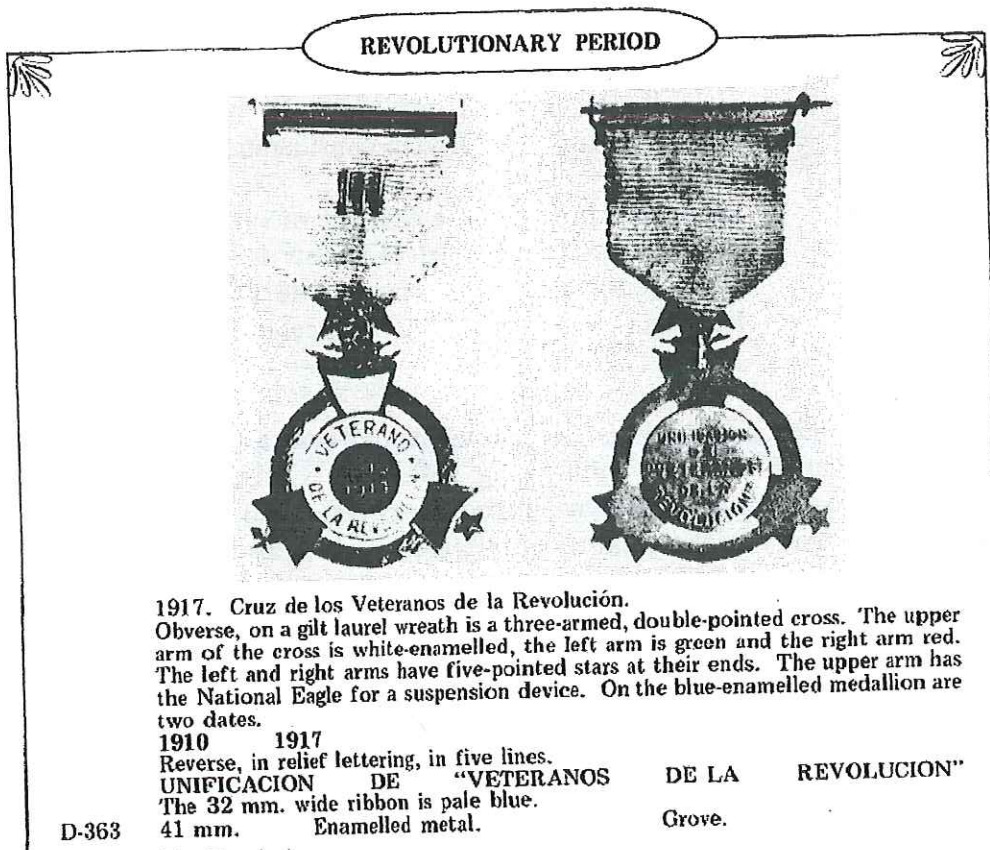 REVOLUTIONARY PERIOD
VETERANO
DE LA
UNIFICACION
DE
"VETERANOS
DE LA
REVOLUCION"
1917. Cruz de los Veteranos de la Revolución.
Obverse, on a gilt laurel wreath is a three-armed, double-pointed cross. The upper
arm of the cross is white-enamelled, the left arm is green and the right arm red.
The left and right arms have five-pointed stars at their ends. The upper arm has
the National Eagle for a suspension device. On the blue-enamelled medallion are
two dates.
1910 1917
Reverse, in relief lettering, in five lines.
UNIFICACION DE "VETERANOS DE LA REVOLUCION"
The 32 mm. wide ribbon is pale blue.
D-363 41 mm. Enamelled metal. Grove.